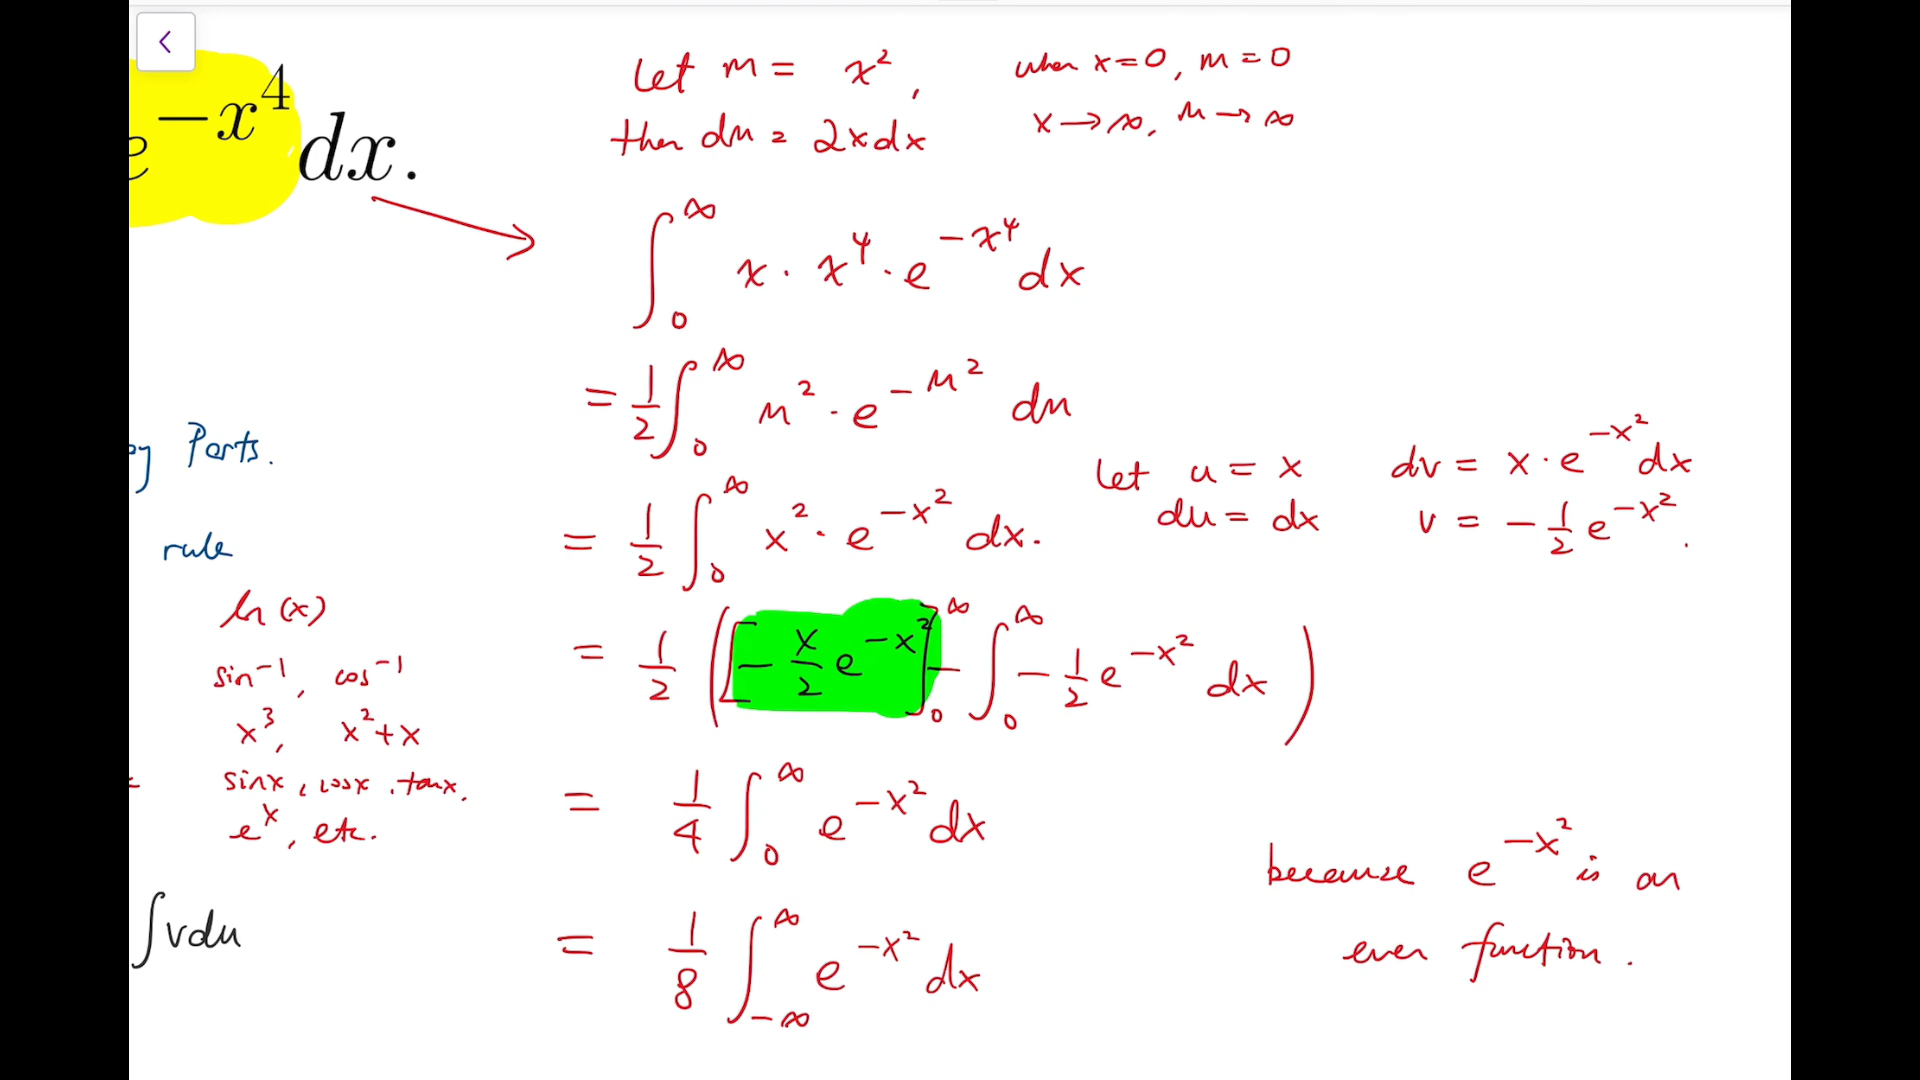 e^{-x^4} dx.
Let m = x^2, when x=0, m=0
then dm = 2xdx x→∞, m→∞
∫_0^∞ x · x^4 · e^{-x^4} dx
= 1/2 ∫_0^∞ m^2 · e^{-m^2} dm
by Parts.
Let u = x dv = x · e^{-x^2} dx
du = dx v = -1/2 e^{-x^2}.
rule
= 1/2 ∫_0^∞ x^2 · e^{-x^2} dx.
ln(x)
= 1/2 ([-x/2 e^{-x^2}]_0^∞ - ∫_0^∞ -1/2 e^{-x^2} dx)
sin^{-1}, cos^{-1}
x^3, x^2+x
sinx, cosx, tanx.
e^x, etc.
= 1/4 ∫_0^∞ e^{-x^2} dx
because e^{-x^2} is an
even function.
∫vdu
= 1/8 ∫_{-∞}^∞ e^{-x^2} dx